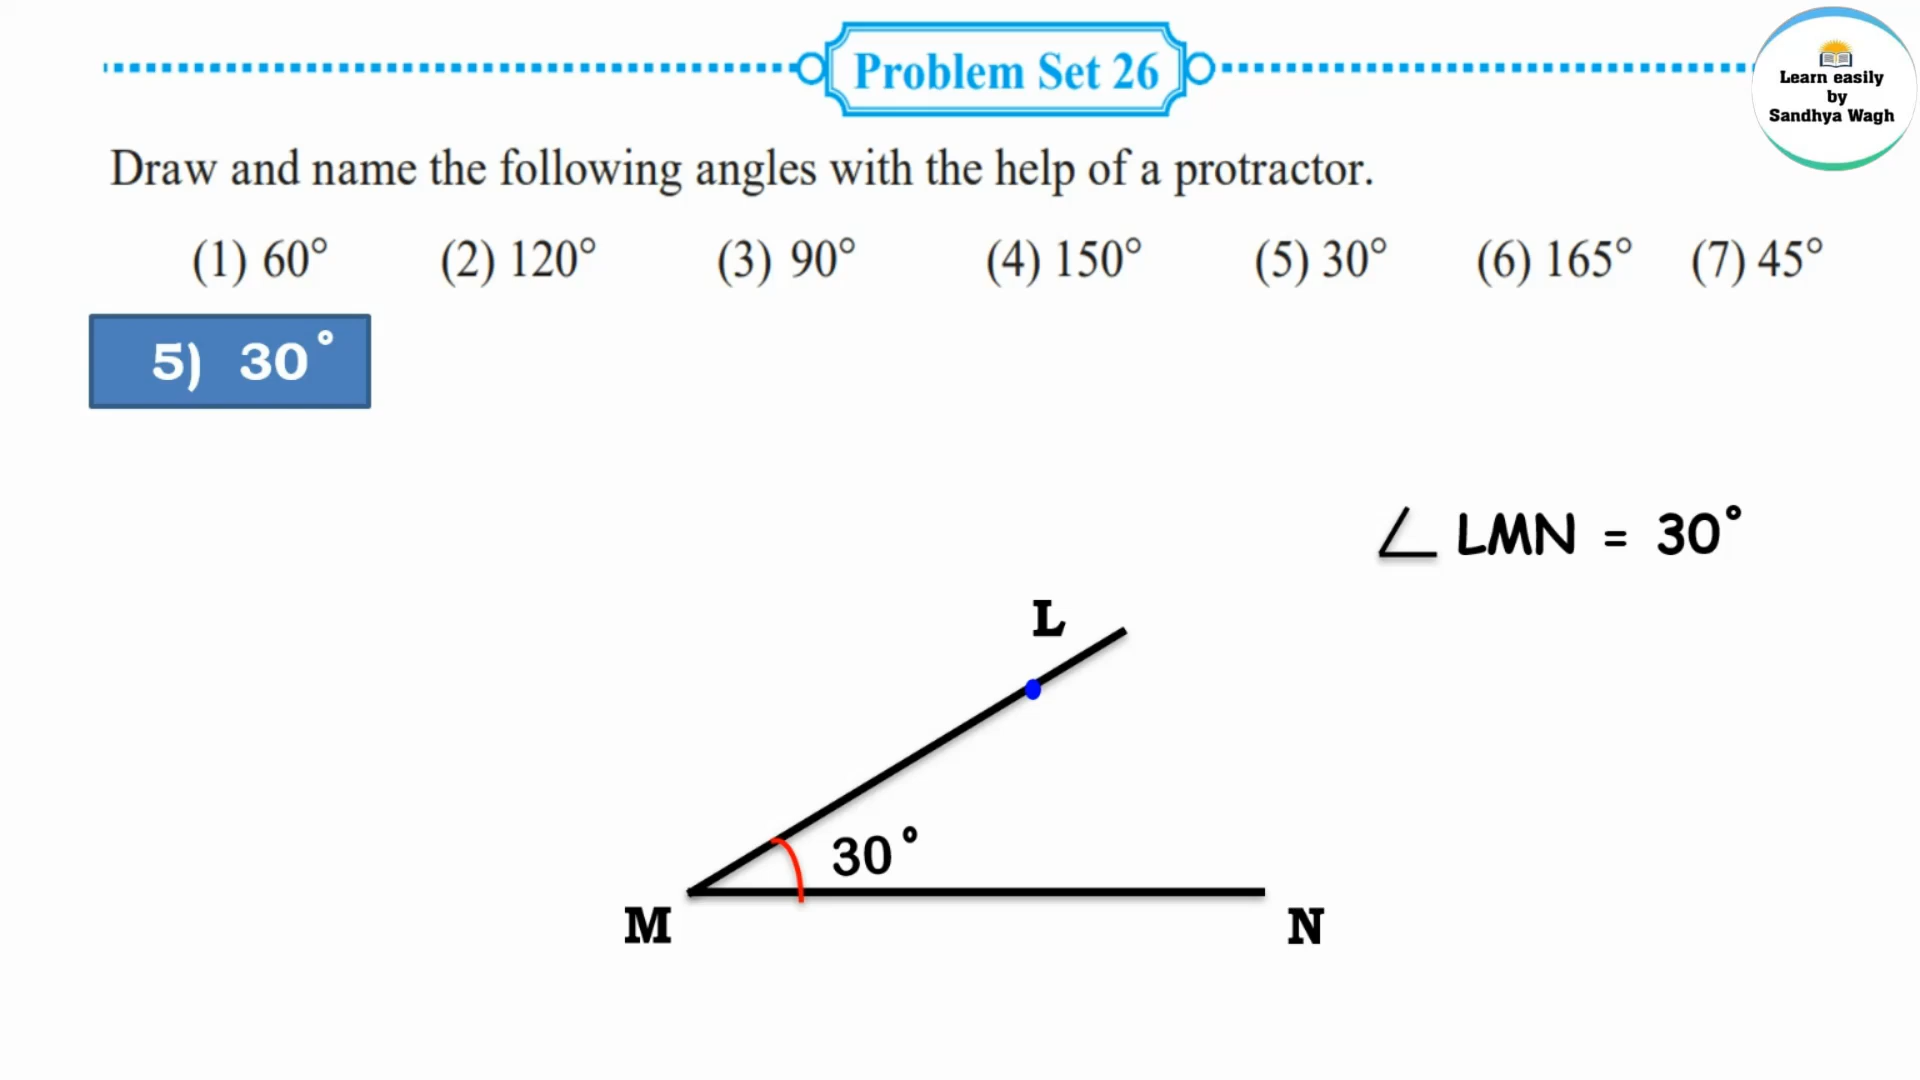 Problem Set 26
Learn easily
by
Sandhya Wagh
Draw and name the following angles with the help of a protractor.
(1) 60° (2) 120° (3) 90° (4) 150° (5) 30° (6) 165° (7) 45°
5) 30°
∠ LMN = 30°
L
30°
M
N